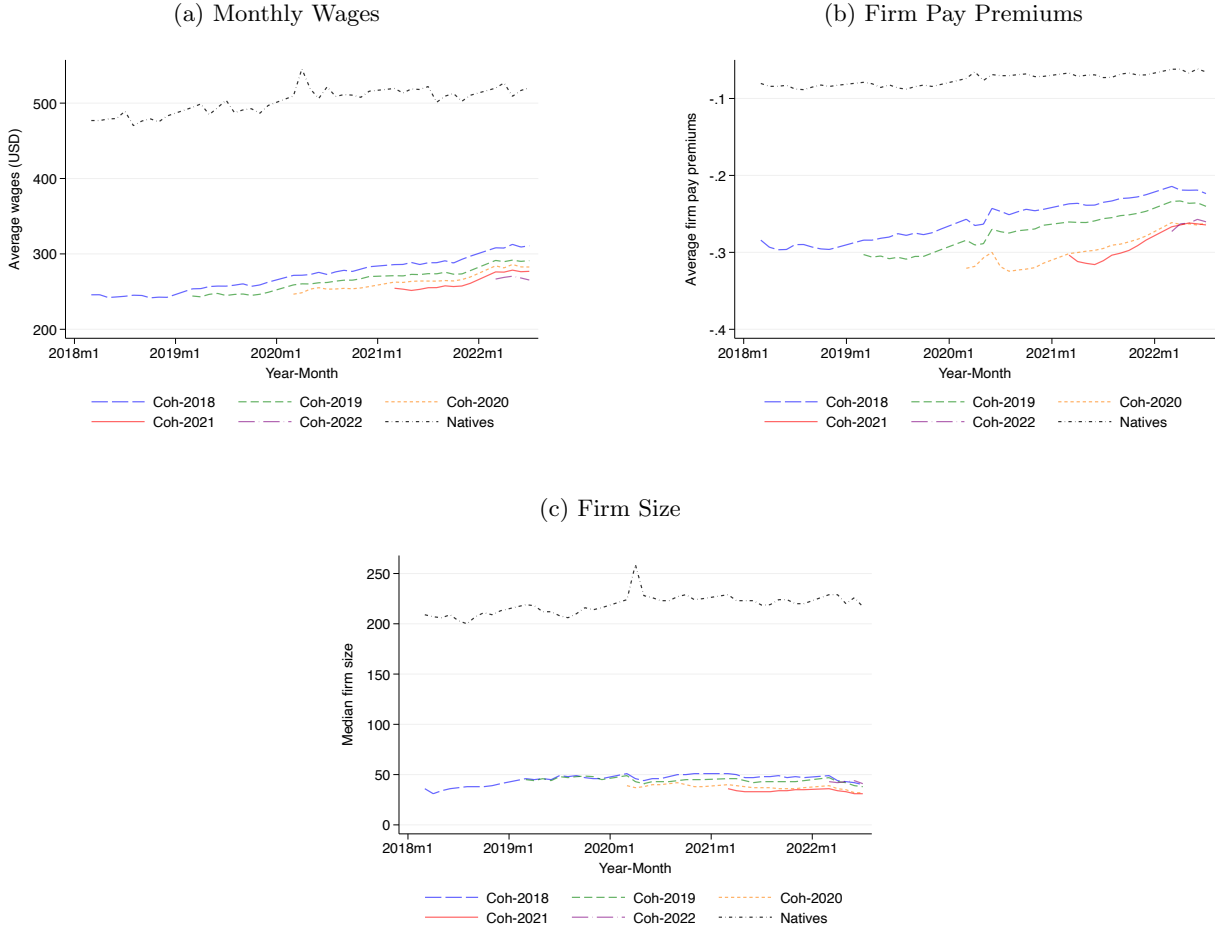 (a) Monthly Wages
Average wages (USD)
500
400
300
200
2018m1 2019m1 2020m1 2021m1 2022m1
Year-Month
Coh-2018 Coh-2019 Coh-2020
Coh-2021 Coh-2022 Natives
(b) Firm Pay Premiums
Average firm pay premiums
-.1
-.2
-.3
-.4
2018m1 2019m1 2020m1 2021m1 2022m1
Year-Month
Coh-2018 Coh-2019 Coh-2020
Coh-2021 Coh-2022 Natives
(c) Firm Size
Median firm size
250
200
150
100
50
0
2018m1 2019m1 2020m1 2021m1 2022m1
Year-Month
Coh-2018 Coh-2019 Coh-2020
Coh-2021 Coh-2022 Natives